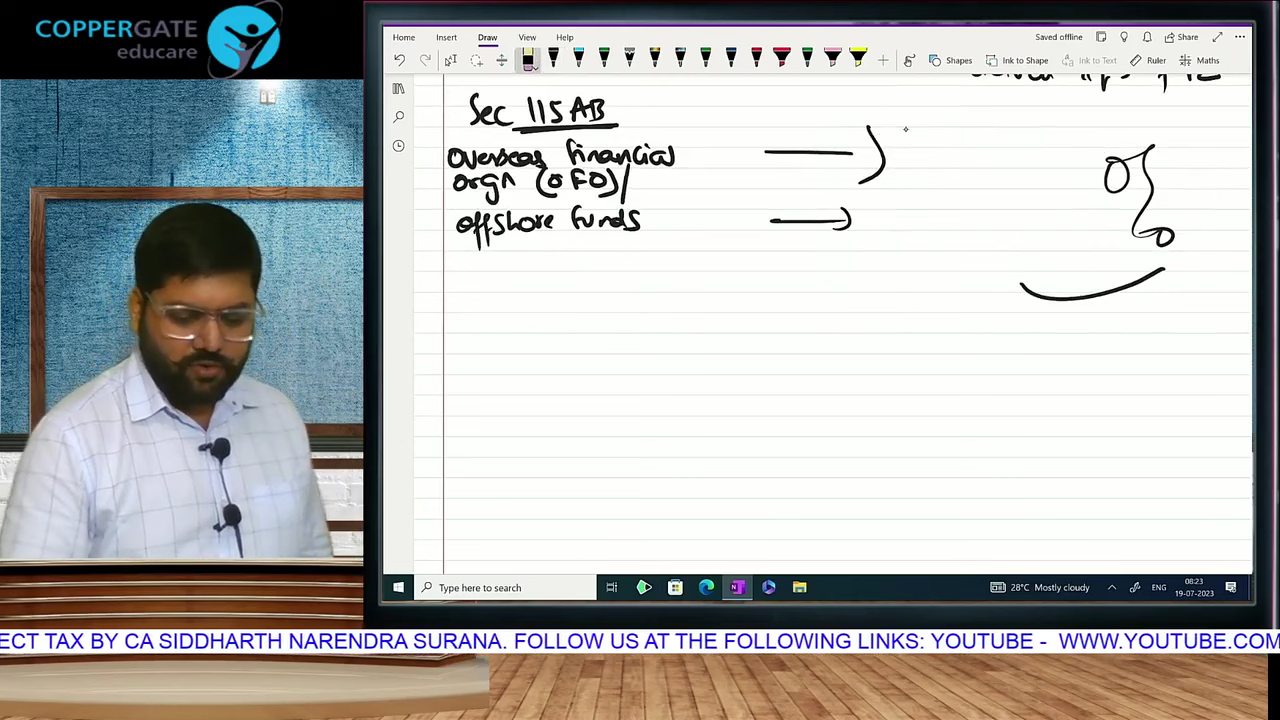 COPPERGATE
educare
Home Insert Draw View Help
Saved offline Share
Shapes Ink to Shape Ink to Text Ruler Maths
Sec 115AB
overseas financial
orgn (OFO)/
offshore funds
Type here to search
28°C Mostly cloudy ENG 08:23
19-07-2023
ECT TAX BY CA SIDDHARTH NARENDRA SURANA. FOLLOW US AT THE FOLLOWING LINKS: YOUTUBE - WWW.YOUTUBE.COM